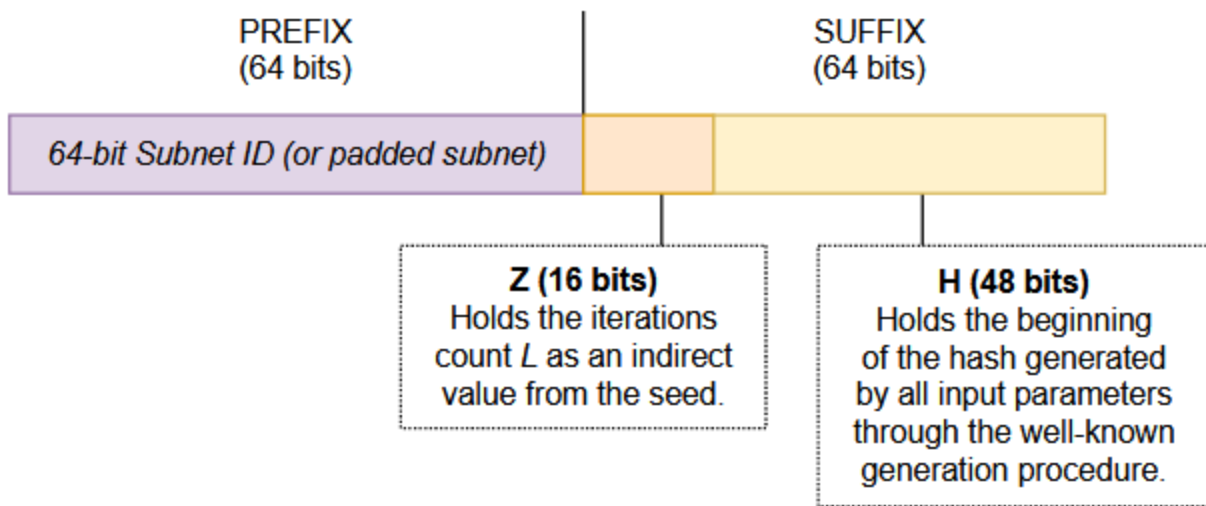 PREFIX
(64 bits)
SUFFIX
(64 bits)
64-bit Subnet ID (or padded subnet)
Z (16 bits)
Holds the iterations
count L as an indirect
value from the seed.
H (48 bits)
Holds the beginning
of the hash generated
by all input parameters
through the well-known
generation procedure.